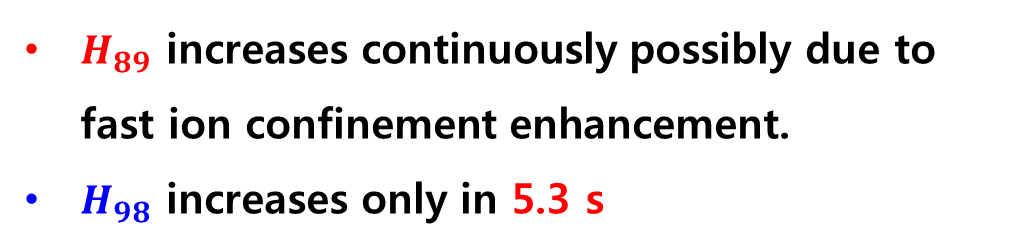 • H₈₉ increases continuously possibly due to
fast ion confinement enhancement.
• H₉₈ increases only in 5.3 s